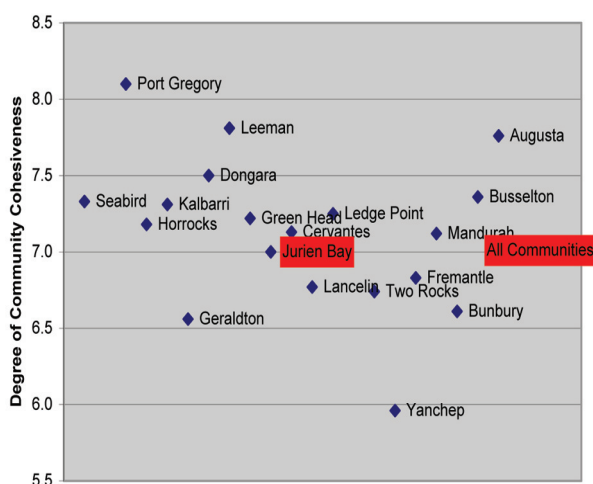 8.5
Port Gregory
8.0
Leeman
Augusta
Dongara
7.5
Seabird
Kalbarri
Busselton
Horrocks
Green Head
Ledge Point
Cervantes
Mandurah
7.0
Jurien Bay
All Communities
Lancelin
Two Rocks
Fremantle
Geraldton
Bunbury
6.5
6.0
Yanchep
5.5
Degree of Community Cohesiveness